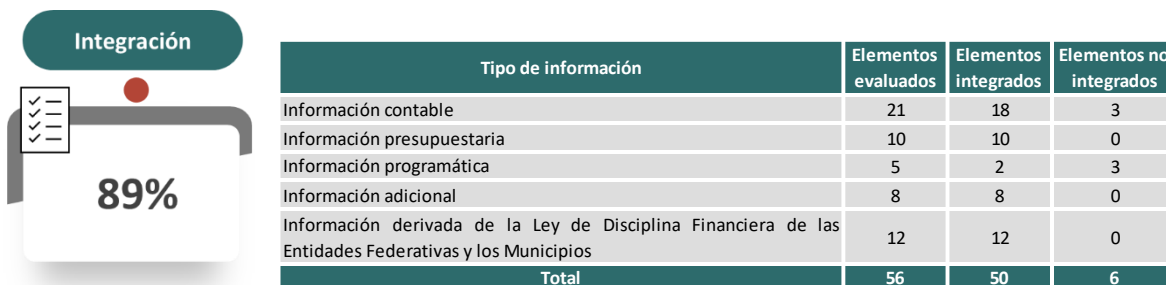 Integración
89%
Tipo de información Elementos evaluados Elementos integrados Elementos no integrados
Información contable 21 18 3
Información presupuestaria 10 10 0
Información programática 5 2 3
Información adicional 8 8 0
Información derivada de la Ley de Disciplina Financiera de las
Entidades Federativas y los Municipios 12 12 0
Total 56 50 6